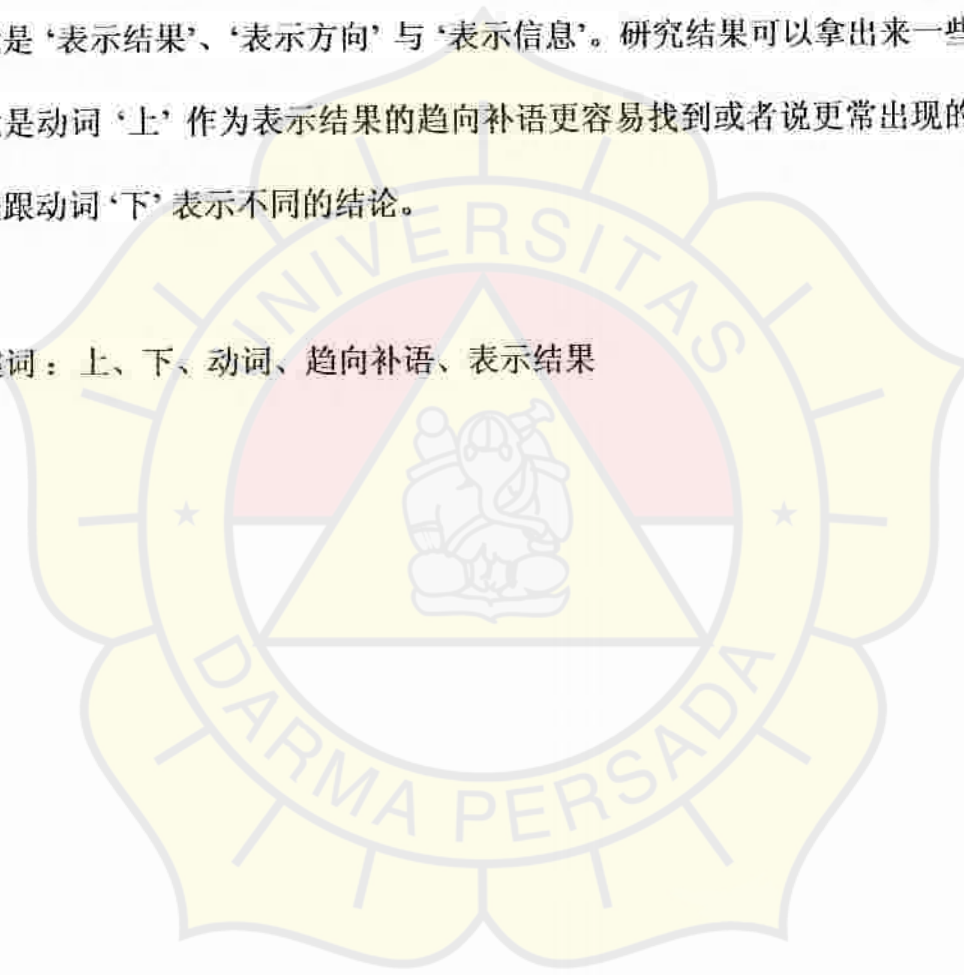 是 ‘表示结果’、‘表示方向’ 与 ‘表示信息’。研究结果可以拿出来一些
是动词 ‘上’ 作为表示结果的趋向补语更容易找到或者说更常出现的
跟动词 ‘下’ 表示不同的结论。
词：上、下、动词、趋向补语、表示结果
UNIVERSITAS
DARMA PERSADA